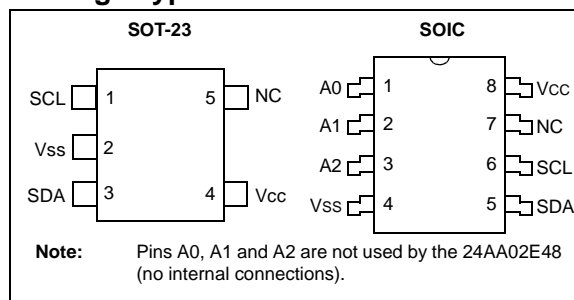 SOT-23
SCL 1 5 NC
Vss 2
SDA 3 4 Vcc
SOIC
A0 1 8 Vcc
A1 2 7 NC
A2 3 6 SCL
Vss 4 5 SDA
Note: Pins A0, A1 and A2 are not used by the 24AA02E48
(no internal connections).